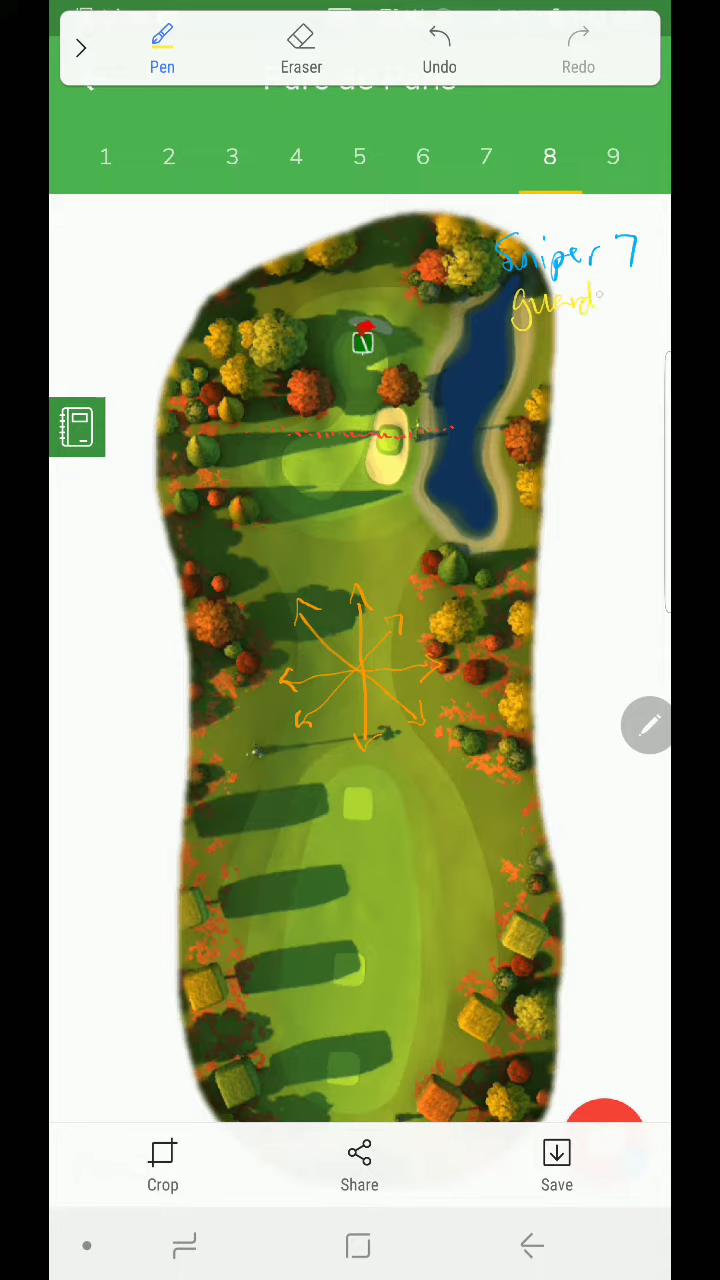 Pen Eraser Undo Redo
1 2 3 4 5 6 7 8 9
Sniper 7
guard
Crop Share Save